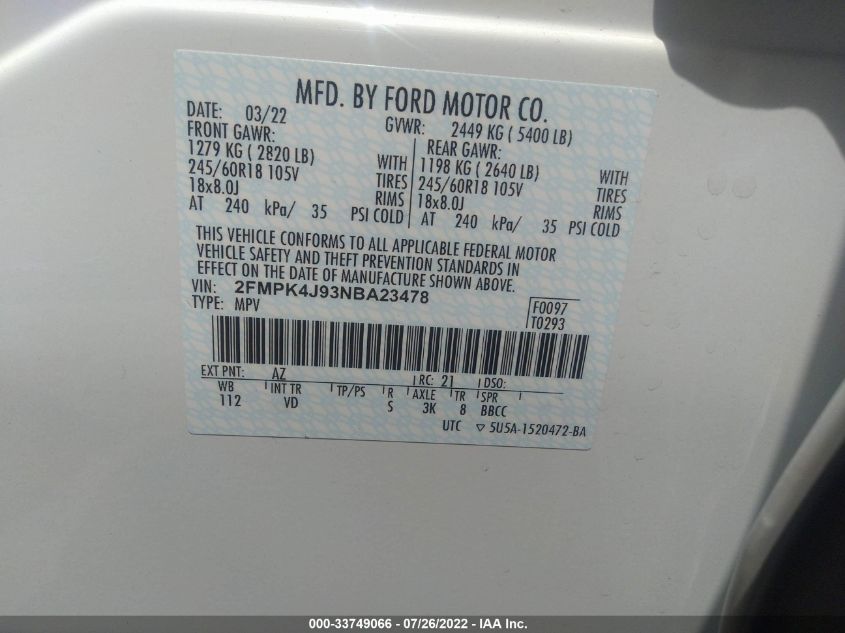 MFD. BY FORD MOTOR CO.
DATE: 03/22 GVWR: 2449 KG ( 5400 LB)
FRONT GAWR: REAR GAWR:
1279 KG ( 2820 LB) WITH 1198 KG ( 2640 LB) WITH
245/60R18 105V TIRES 245/60R18 105V TIRES
18x8.0J RIMS 18x8.0J RIMS
AT 240 kPa/ 35 PSI COLD AT 240 kPa/ 35 PSI COLD
THIS VEHICLE CONFORMS TO ALL APPLICABLE FEDERAL MOTOR
VEHICLE SAFETY AND THEFT PREVENTION STANDARDS IN
EFFECT ON THE DATE OF MANUFACTURE SHOWN ABOVE.
VIN: 2FMPK4J93NBA23478
TYPE: MPV
F0097
T0293
EXT PNT: AZ RC: 21 DSO:
WB INT TR TP/PS R AXLE TR SPR
112 VD S 3K 8 BBCC
UTC ▽ 5U5A-1520472-BA
000-33749066 - 07/26/2022 - IAA Inc.